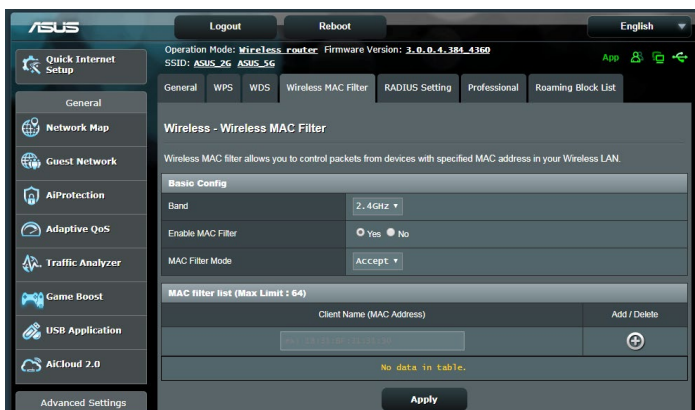 ASUS
Logout
Reboot
English
Quick Internet
Setup
Operation Mode: Wireless router Firmware Version: 3.0.0.4.384_4360
SSID: ASUS_2G ASUS_5G
App
General
WPS
WDS
Wireless MAC Filter
RADIUS Setting
Professional
Roaming Block List
General
Network Map
Guest Network
AiProtection
Adaptive QoS
Traffic Analyzer
Game Boost
USB Application
AiCloud 2.0
Advanced Settings
Wireless - Wireless MAC Filter
Wireless MAC filter allows you to control packets from devices with specified MAC address in your Wireless LAN.
Basic Config
Band
2.4GHz
Enable MAC Filter
Yes No
MAC Filter Mode
Accept
MAC filter list (Max Limit : 64)
Client Name (MAC Address)
Add / Delete
No data in table.
Apply